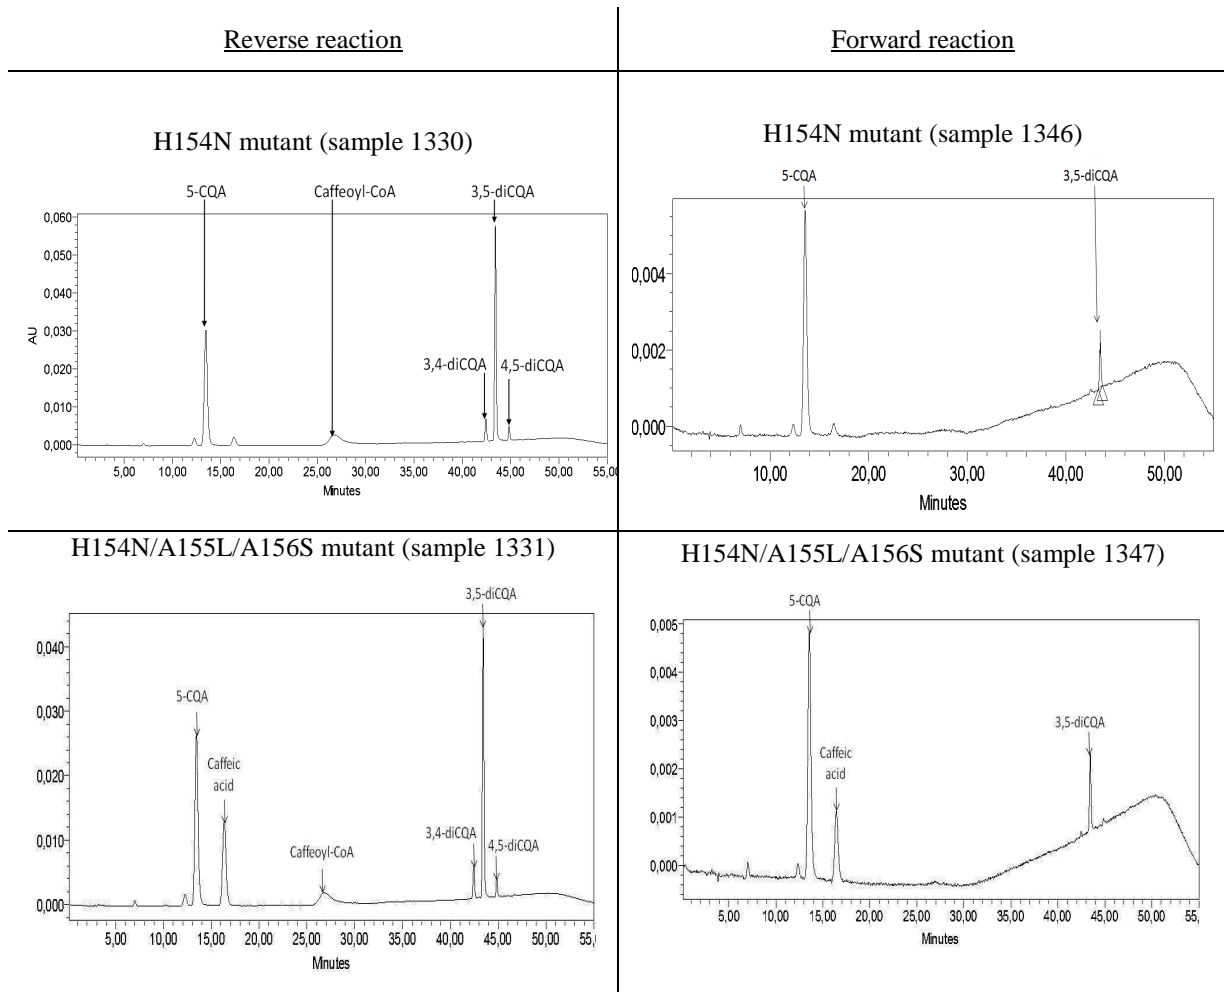 Reverse reaction
Forward reaction
H154N mutant (sample 1330)
5-CQA
Caffeoyl-CoA
3,5-diCQA
0,060
0,050
0,040
0,030
0,020
0,010
0,000
AU
3,4-diCQA
4,5-diCQA
5,00 10,00 15,00 20,00 25,00 30,00 35,00 40,00 45,00 50,00 55,00
Minutes
H154N mutant (sample 1346)
5-CQA
3,5-diCQA
0,004
0,002
0,000
10,00 20,00 30,00 40,00 50,00
Minutes
H154N/A155L/A156S mutant (sample 1331)
3,5-diCQA
0,040
0,030
0,020
0,010
0,000
5-CQA
Caffeic
acid
Caffeoyl-CoA
3,4-diCQA
4,5-diCQA
5,00 10,00 15,00 20,00 25,00 30,00 35,00 40,00 45,00 50,00 55,
Minutes
H154N/A155L/A156S mutant (sample 1347)
5-CQA
0,005
0,004
0,003
0,002
0,001
0,000
Caffeic
acid
3,5-diCQA
5,00 10,00 15,00 20,00 25,00 30,00 35,00 40,00 45,00 50,00 55,
Minutes